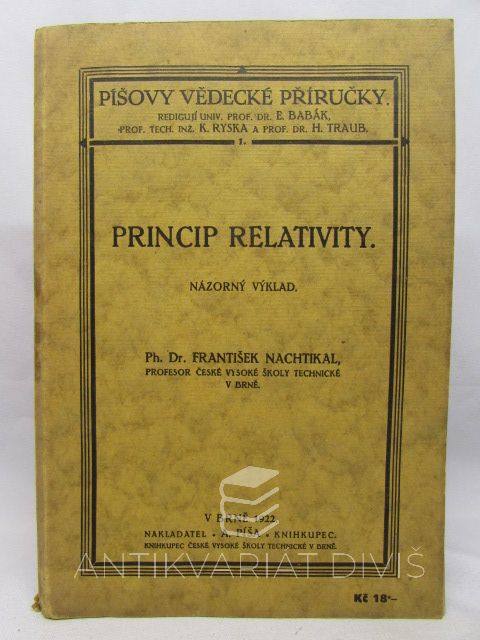 PÍŠOVY VĚDECKÉ PŘÍRUČKY.
REDIGUJÍ UNIV. PROF. DR. E. BABÁK,
PROF. TECH. INŽ. K. RYSKA A PROF. DR. H. TRAUB.
1.
PRINCIP RELATIVITY.
NÁZORNÝ VÝKLAD.
Ph. Dr. FRANTIŠEK NACHTIKAL,
PROFESOR ČESKÉ VYSOKÉ ŠKOLY TECHNICKÉ
V BRNĚ.
V BRNĚ 1922.
NAKLADATEL • A. PÍŠA • KNIHKUPEC.
KNIHKUPEC ČESKÉ VYSOKÉ ŠKOLY TECHNICKÉ V BRNĚ.
ANTIKVARIAT DIVIŠ
Kč 18·–